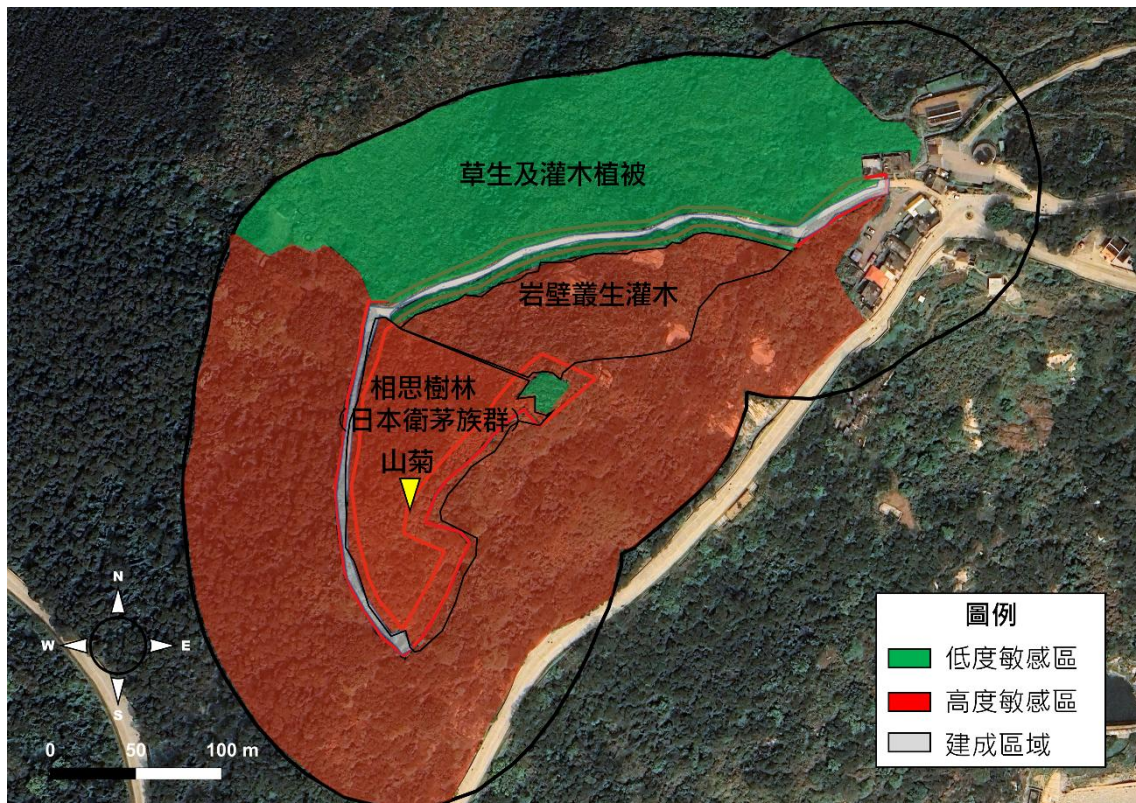 草生及灌木植被
岩壁叢生灌木
相思樹林
（日本衛茅族群）
山菊
N
W
E
S
0 50 100 m
圖例
低度敏感區
高度敏感區
建成區域